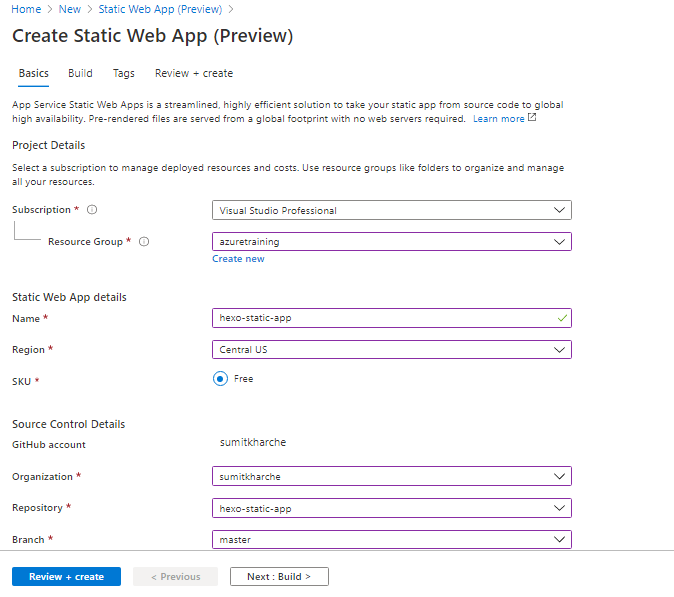 Home > New > Static Web App (Preview) >
Create Static Web App (Preview)
Basics Build Tags Review + create
App Service Static Web Apps is a streamlined, highly efficient solution to take your static app from source code to global
high availability. Pre-rendered files are served from a global footprint with no web servers required. Learn more
Project Details
Select a subscription to manage deployed resources and costs. Use resource groups like folders to organize and manage
all your resources.
Subscription * Visual Studio Professional
Resource Group * azuretraining
Create new
Static Web App details
Name * hexo-static-app
Region * Central US
SKU * Free
Source Control Details
GitHub account sumitkharche
Organization * sumitkharche
Repository * hexo-static-app
Branch * master
Review + create < Previous Next : Build >